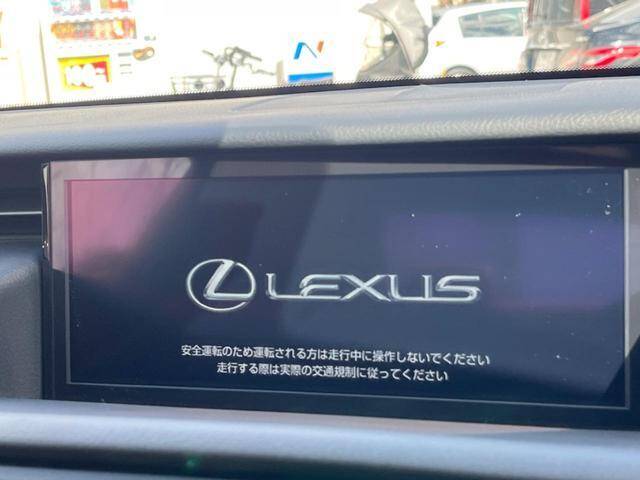 100
N
LEXUS
安全運転のため運転される方は走行中に操作しないでください
走行する際は実際の交通規制に従ってください